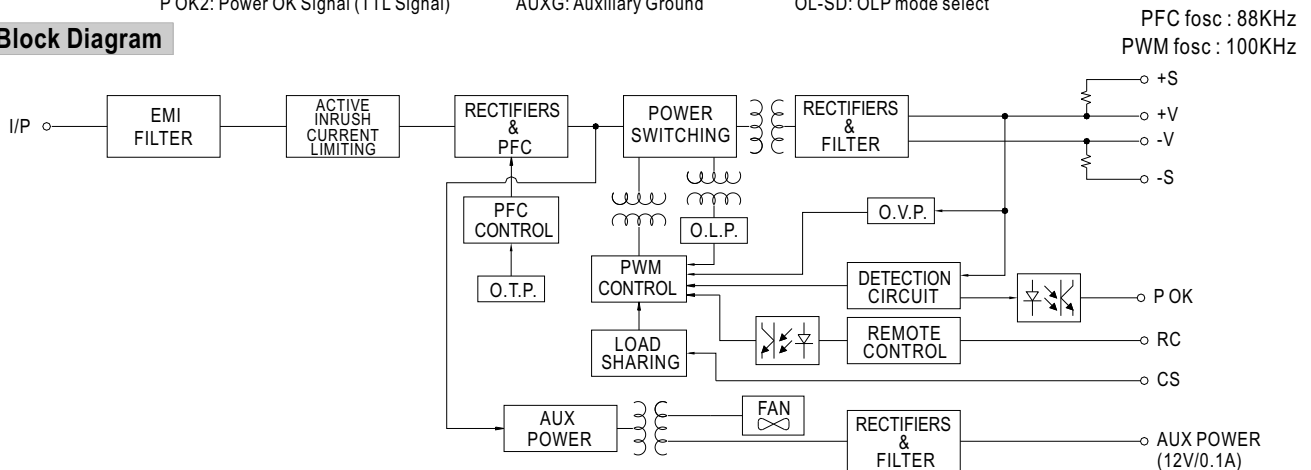 P OK2: Power OK Signal (TTL Signal) AUXG: Auxiliary Ground OL-SD: OLP mode select
Block Diagram
PFC fosc : 88KHz
PWM fosc : 100KHz
I/P
EMI
FILTER
ACTIVE
INRUSH
CURRENT
LIMITING
RECTIFIERS
&
PFC
POWER
SWITCHING
RECTIFIERS
&
FILTER
+S
+V
-V
-S
PFC
CONTROL
O.T.P.
O.L.P.
O.V.P.
PWM
CONTROL
DETECTION
CIRCUIT
P OK
LOAD
SHARING
REMOTE
CONTROL
RC
CS
AUX
POWER
FAN
RECTIFIERS
&
FILTER
AUX POWER
(12V/0.1A)